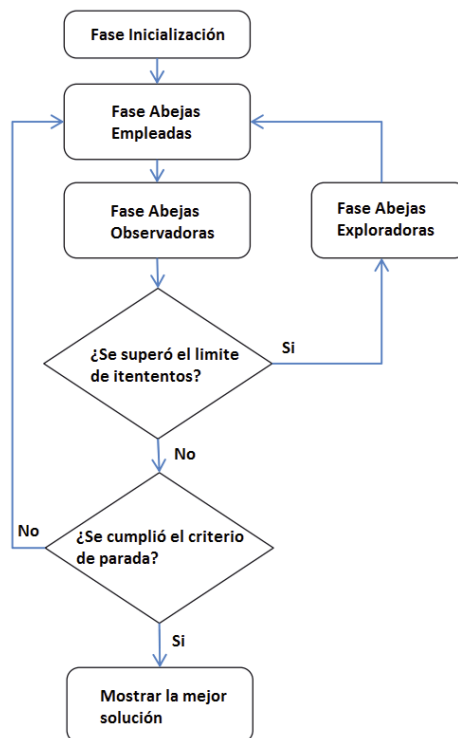 Fase Inicialización
Fase Abejas
Empleadas
Fase Abejas
Observadoras
Fase Abejas
Exploradoras
¿Se superó el limite
de itententos?
Si
No
¿Se cumplió el criterio
de parada?
No
Si
Mostrar la mejor
solución